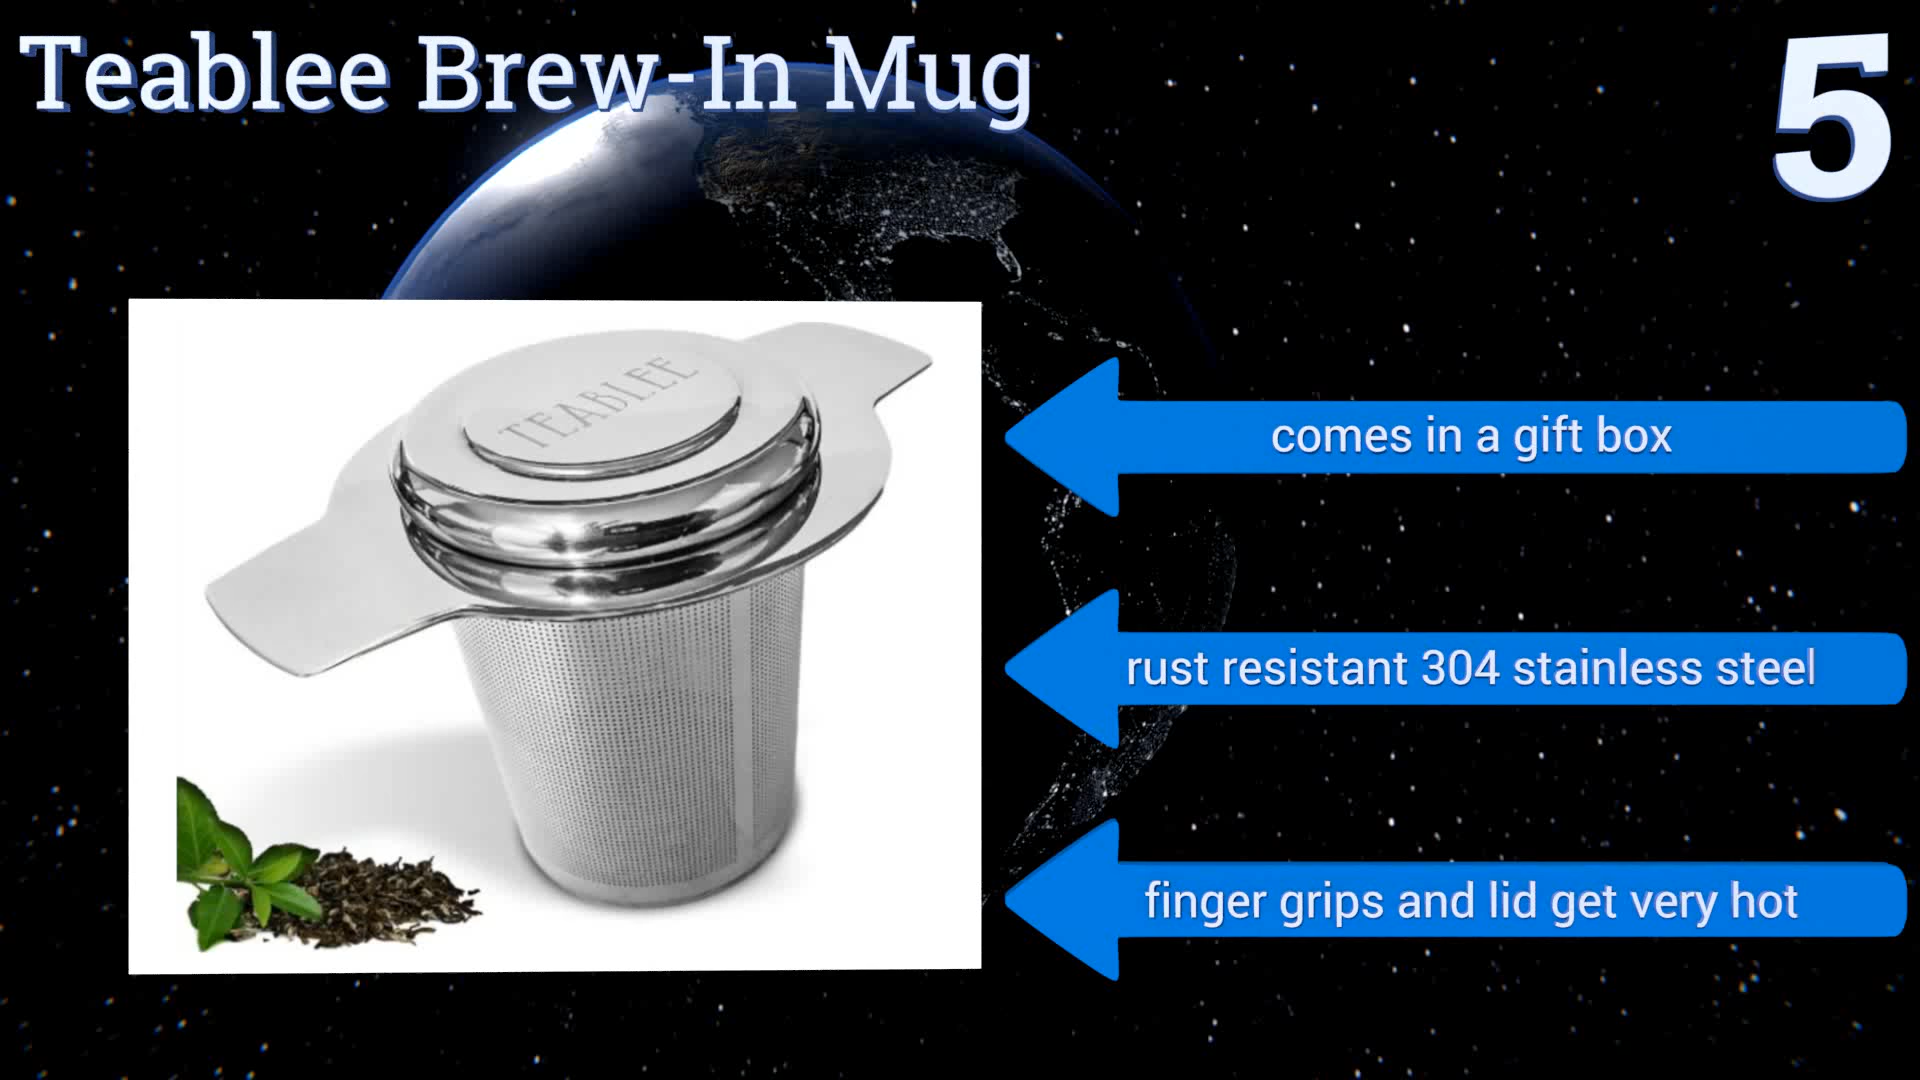 Teablee Brew-In Mug
5
TEABLEE
comes in a gift box
rust resistant 304 stainless steel
finger grips and lid get very hot